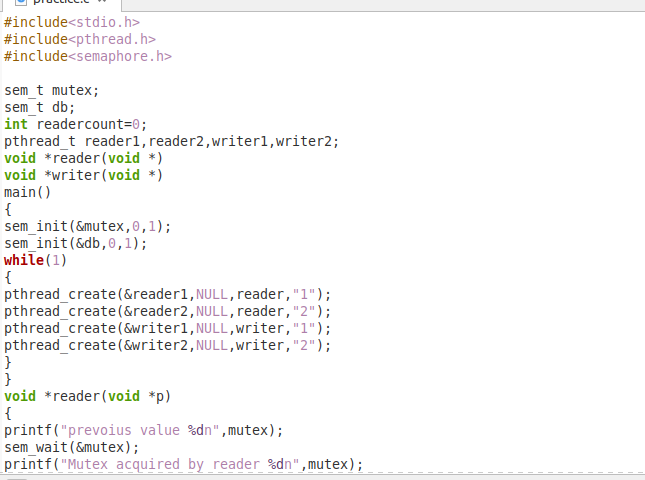 practice.c
#include<stdio.h>
#include<pthread.h>
#include<semaphore.h>
sem_t mutex;
sem_t db;
int readercount=0;
pthread_t reader1,reader2,writer1,writer2;
void *reader(void *)
void *writer(void *)
main()
{
sem_init(&mutex,0,1);
sem_init(&db,0,1);
while(1)
{
pthread_create(&reader1,NULL,reader,"1");
pthread_create(&reader2,NULL,reader,"2");
pthread_create(&writer1,NULL,writer,"1");
pthread_create(&writer2,NULL,writer,"2");
}
}
void *reader(void *p)
{
printf("prevoius value %dn",mutex);
sem_wait(&mutex);
printf("Mutex acquired by reader %dn",mutex);